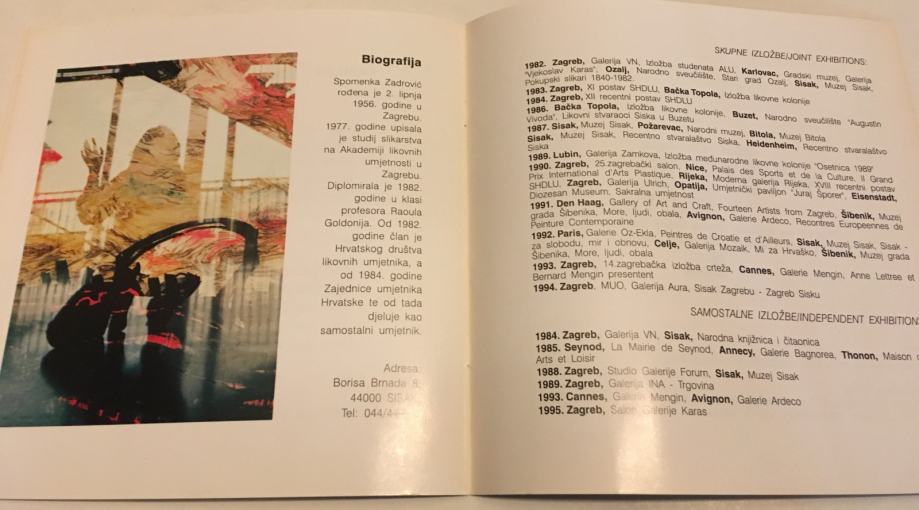 Biografija
Spomenka Zadrović
rođena je 2. lipnja
1956. godine u
Zagrebu.
1977. godine upisala
je studij slikarstva
na Akademiji likovnih
umjetnosti u
Zagrebu.
Diplomirala je 1982.
godine u klasi
profesora Raoula
Goldonija. Od 1982.
godine član je
Hrvatskog društva
likovnih umjetnika, a
od 1984. godine
Zajednice umjetnika
Hrvatske te od tada
djeluje kao
samostalni umjetnik.
Adresa:
Borisa Brnada 8,
44000
Tel:
SKUPNE IZLOŽBE/JOINT EXHIBITIONS:
1982. Zagreb, Galerija VN, Izložba studenata ALU, Karlovac, Gradski muzej, Galerija
"Vjekoslav Karas", Ozalj, Narodno sveučilište, Stari grad Ozalj, Sisak, Muzej Sisak,
Pokupski slikari 1840-1982.
1983. Zagreb, XI postav SHDLU, Bačka Topola, Izložba likovne kolonije
1984. Zagreb, XII recentni postav SHDLU
1986. Bačka Topola, Izložba likovne kolonije, Buzet, Narodno sveučilište "Augustin
Vivoda", Likovni stvaraoci Siska u Buzetu
1987. Sisak, Muzej Sisak, Požarevac, Narodni muzej, Bitola, Muzej Bitola
Sisak, Muzej Sisak, Recentno stvaralaštvo Siska, Heidenheim, Recentno stvaralaštvo
Siska
1989. Lubin, Galerija Zamkova, Izložba međunarodne likovne kolonije "Osetnica 1989"
1990. Zagreb, 25.zagrebački salon, Nice, Palais des Sports et de la Culture, II Grand
Prix International d'Arts Plastique, Rijeka, Moderna galerija Rijeka, XVIII recentni postav
SHDLU, Zagreb, Galerija Ulrich, Opatija, Umjetnički paviljon "Juraj Šporer", Eisenstadt,
Diozesan Museum, Sakralna umjetnost
1991. Den Haag, Gallery of Art and Craft, Fourteen Artists from Zagreb, Šibenik, Muzej
grada Šibenika, More, ljudi, obala, Avignon, Galerie Ardeco, Recontres Europeennes de
Peinture Contemporaine
1992. Paris, Galerie Oz-Ekla, Peintres de Croatie et d'Ailleurs, Sisak, Muzej Sisak, Sisak -
za slobodu, mir i obnovu, Celje, Galerija Mozaik, Mi za Hrvaško, Šibenik, Muzej grada
Šibenika, More, ljudi, obala
1993. Zagreb, 14.zagrebačka izložba crteža, Cannes, Galerie Mengin, Anne Lettree et
Bernard Mengin presentent
1994. Zagreb, MUO, Galerija Aura, Sisak Zagrebu - Zagreb Sisku
SAMOSTALNE IZLOŽBE/INDEPENDENT EXHIBITIONS
1984. Zagreb, Galerija VN, Sisak, Narodna knjižnica i čitaonica
1985. Seynod, La Mairie de Seynod, Annecy, Galerie Bagnorea, Thonon, Maison
Arts et Loisir
1988. Zagreb, Studio Galerije Forum, Sisak, Muzej Sisak
1989. Zagreb, Galerija INA - Trgovina
1993. Cannes, Galerie Mengin, Avignon, Galerie Ardeco
1995. Zagreb, Salon Galerije Karas